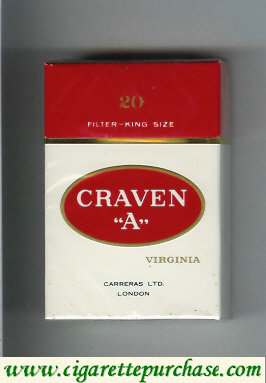 20
FILTER-KING SIZE
CRAVEN
"A"
VIRGINIA
CARRERAS LTD.
LONDON
www.cigarettepurchase.com